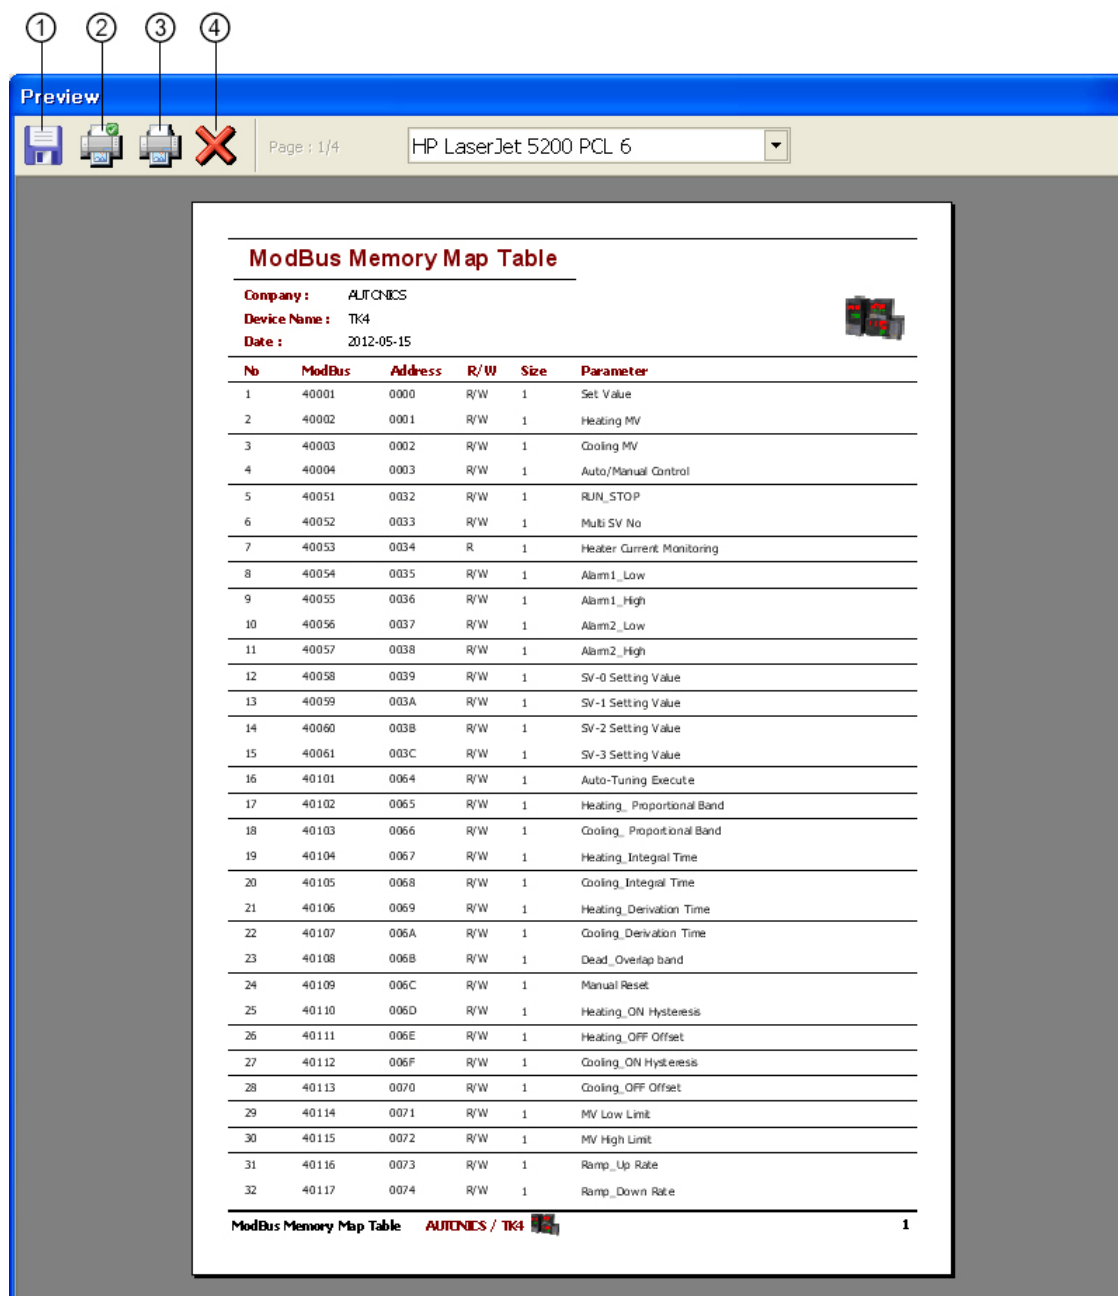 ① ② ③ ④
Preview
Page : 1/4 HP LaserJet 5200 PCL 6
ModBus Memory Map Table
Company : AUTONICS
Device Name : TK4
Date : 2012-05-15
No ModBus Address R/W Size Parameter
1 40001 0000 R/W 1 Set Value
2 40002 0001 R/W 1 Heating MV
3 40003 0002 R/W 1 Cooling MV
4 40004 0003 R/W 1 Auto/Manual Control
5 40051 0032 R/W 1 RUN_STOP
6 40052 0033 R/W 1 Multi SV No
7 40053 0034 R 1 Heater Current Monitoring
8 40054 0035 R/W 1 Alarm1_Low
9 40055 0036 R/W 1 Alarm1_High
10 40056 0037 R/W 1 Alarm2_Low
11 40057 0038 R/W 1 Alarm2_High
12 40058 0039 R/W 1 SV-0 Setting Value
13 40059 003A R/W 1 SV-1 Setting Value
14 40060 003B R/W 1 SV-2 Setting Value
15 40061 003C R/W 1 SV-3 Setting Value
16 40101 0064 R/W 1 Auto-Tuning Execute
17 40102 0065 R/W 1 Heating_ Proportional Band
18 40103 0066 R/W 1 Cooling_ Proportional Band
19 40104 0067 R/W 1 Heating_Integral Time
20 40105 0068 R/W 1 Cooling_Integral Time
21 40106 0069 R/W 1 Heating_Derivation Time
22 40107 006A R/W 1 Cooling_Derivation Time
23 40108 006B R/W 1 Dead_Overlap band
24 40109 006C R/W 1 Manual Reset
25 40110 006D R/W 1 Heating_ON Hysteresis
26 40111 006E R/W 1 Heating_OFF Offset
27 40112 006F R/W 1 Cooling_ON Hysteresis
28 40113 0070 R/W 1 Cooling_OFF Offset
29 40114 0071 R/W 1 MV Low Limit
30 40115 0072 R/W 1 MV High Limit
31 40116 0073 R/W 1 Ramp_Up Rate
32 40117 0074 R/W 1 Ramp_Down Rate
ModBus Memory Map Table AUTONICS / TK4 1